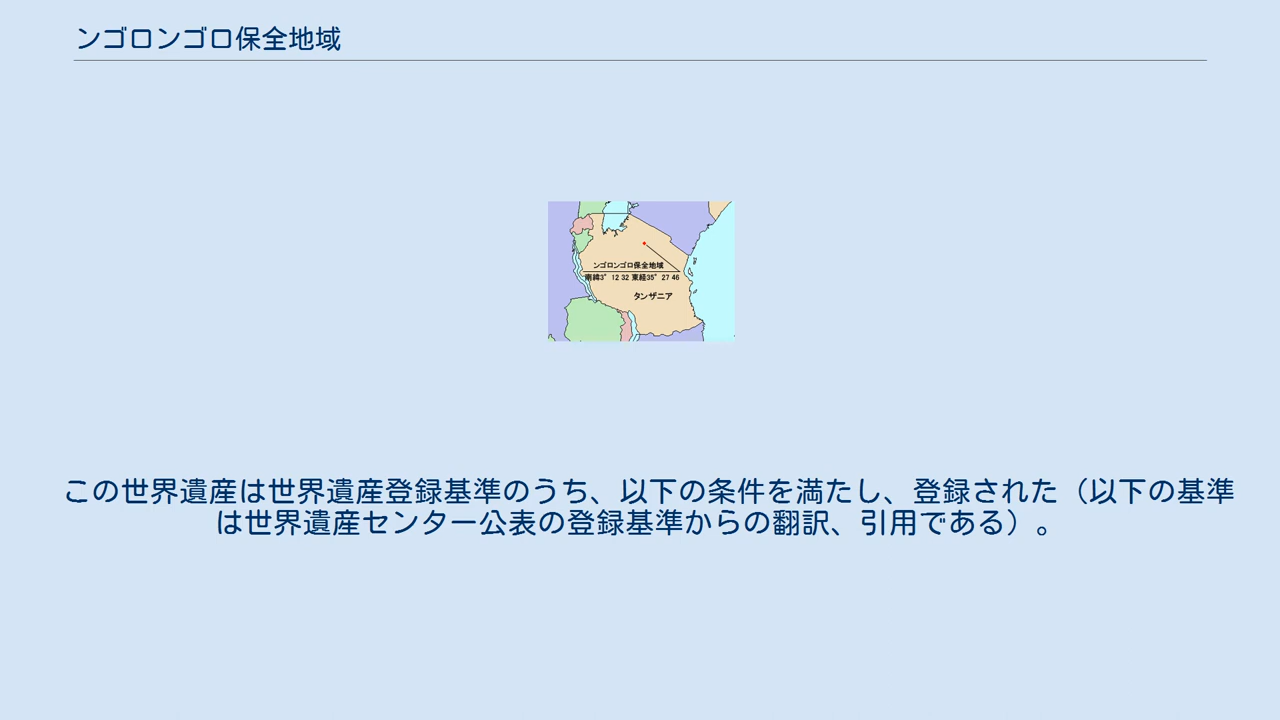 ンゴロンゴロ保全地域
ンゴロンゴロ保全地域
南緯3° 12 32 東経35° 27 46
タンザニア
この世界遺産は世界遺産登録基準のうち、以下の条件を満たし、登録された（以下の基準
は世界遺産センター公表の登録基準からの翻訳、引用である）。